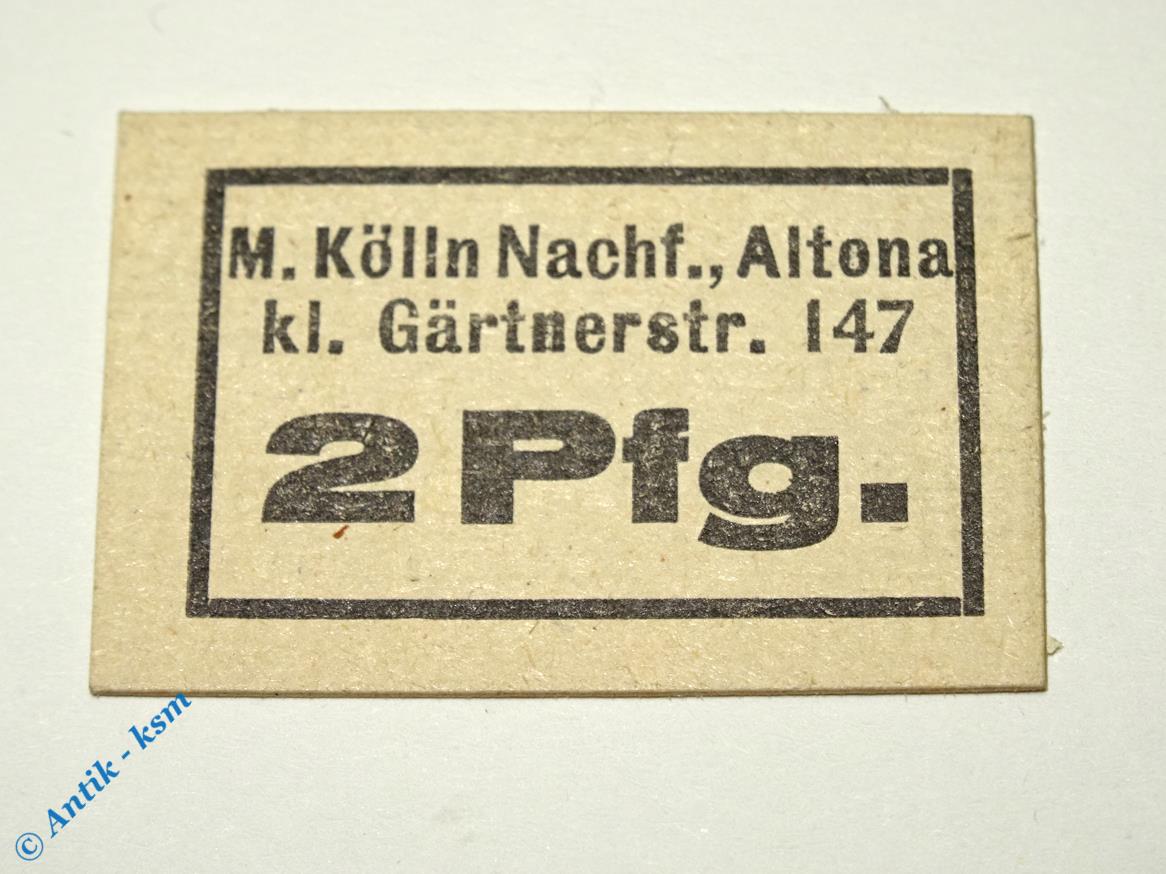 M. Kölln Nachf., Altona
kl. Gärtnerstr. 147
2 Pfg.
© Antik - ksm